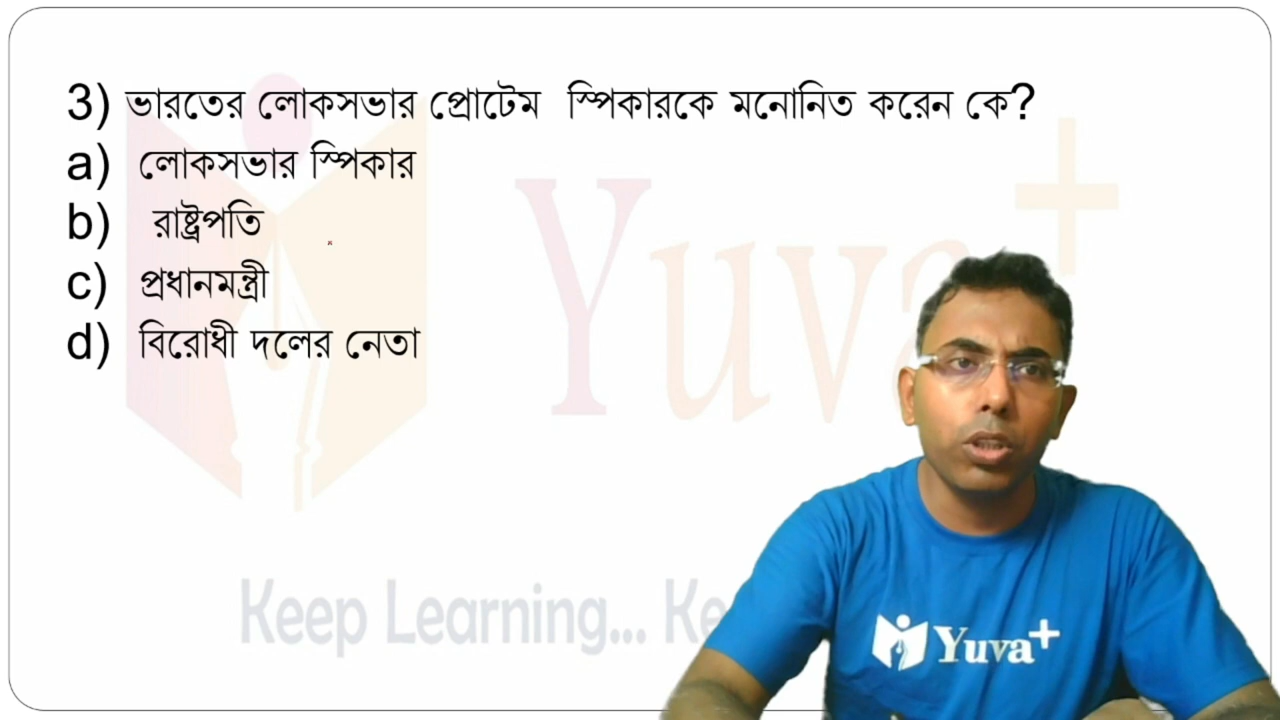 3) ভারতের লোকসভার প্রোটেম স্পিকারকে মনোনিত করেন কে?
a) লোকসভার স্পিকার
b) রাষ্ট্রপতি
c) প্রধানমন্ত্রী
d) বিরোধী দলের নেতা
Yuva+
Keep Learning... Ke
Yuva+